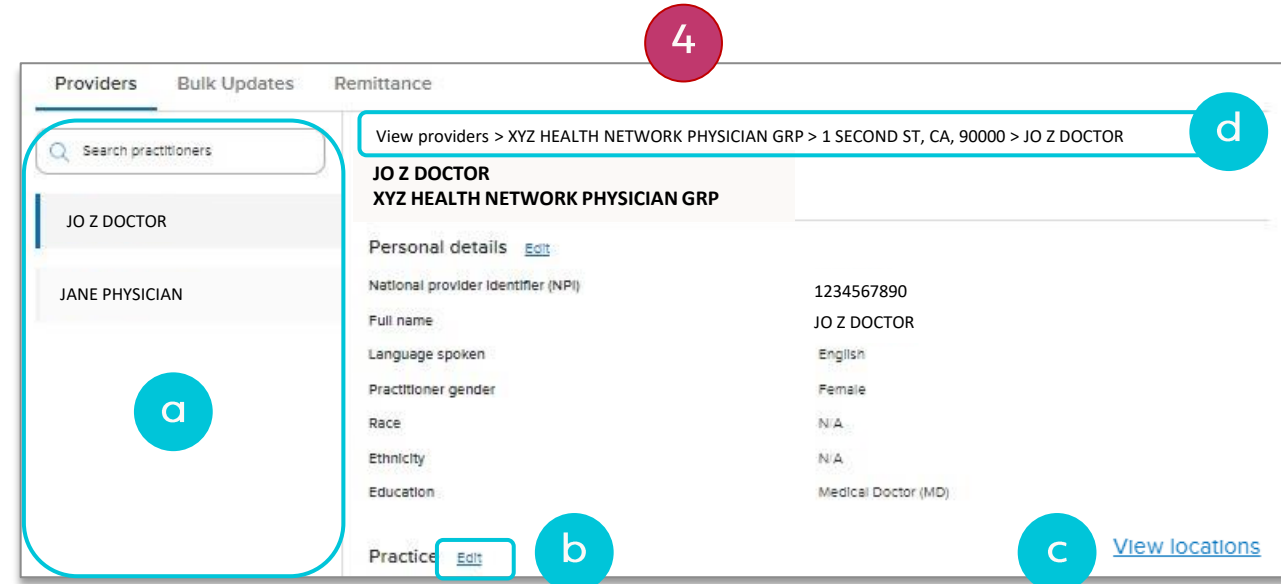 4
Providers Bulk Updates Remittance
Search practitioners
JO Z DOCTOR
JANE PHYSICIAN
a
View providers > XYZ HEALTH NETWORK PHYSICIAN GRP > 1 SECOND ST, CA, 90000 > JO Z DOCTOR
d
JO Z DOCTOR
XYZ HEALTH NETWORK PHYSICIAN GRP
Personal details Edit
National provider identifier (NPI) 1234567890
Full name JO Z DOCTOR
Language spoken English
Practitioner gender Female
Race N/A
Ethnicity N/A
Education Medical Doctor (MD)
Practice Edit
b
c
View locations